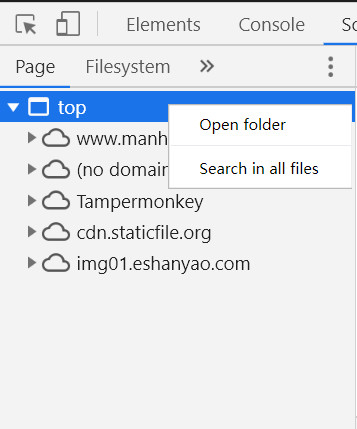 Elements Console
Page Filesystem
top
Open folder
www.manh
Search in all files
(no domain
Tampermonkey
cdn.staticfile.org
img01.eshanyao.com